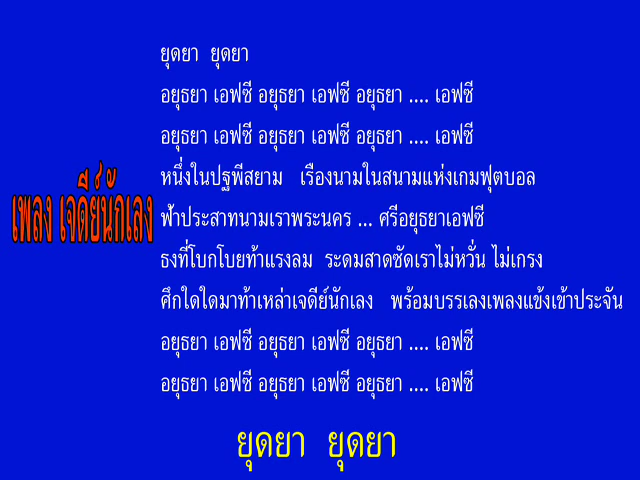 ยุดยา ยุดยา
อยุธยา เอฟซี อยุธยา เอฟซี อยุธยา .... เอฟซี
อยุธยา เอฟซี อยุธยา เอฟซี อยุธยา .... เอฟซี
หนึ่งในปฐพีสยาม เรืองนามในสนามแห่งเกมฟุตบอล
ฟ้าประสาทนามเราพระนคร ... ศรีอยุธยาเอฟซี
ธงที่โบกโบยท้าแรงลม ระดมสาดซัดเราไม่หวั่น ไม่เกรง
ศึกใดใดมาท้าเหล่าเจดีย์นักเลง พร้อมบรรเลงเพลงแข้งเข้าประจัน
อยุธยา เอฟซี อยุธยา เอฟซี อยุธยา .... เอฟซี
อยุธยา เอฟซี อยุธยา เอฟซี อยุธยา .... เอฟซี
เพลง เจดีย์นักเลง
ยุดยา ยุดยา